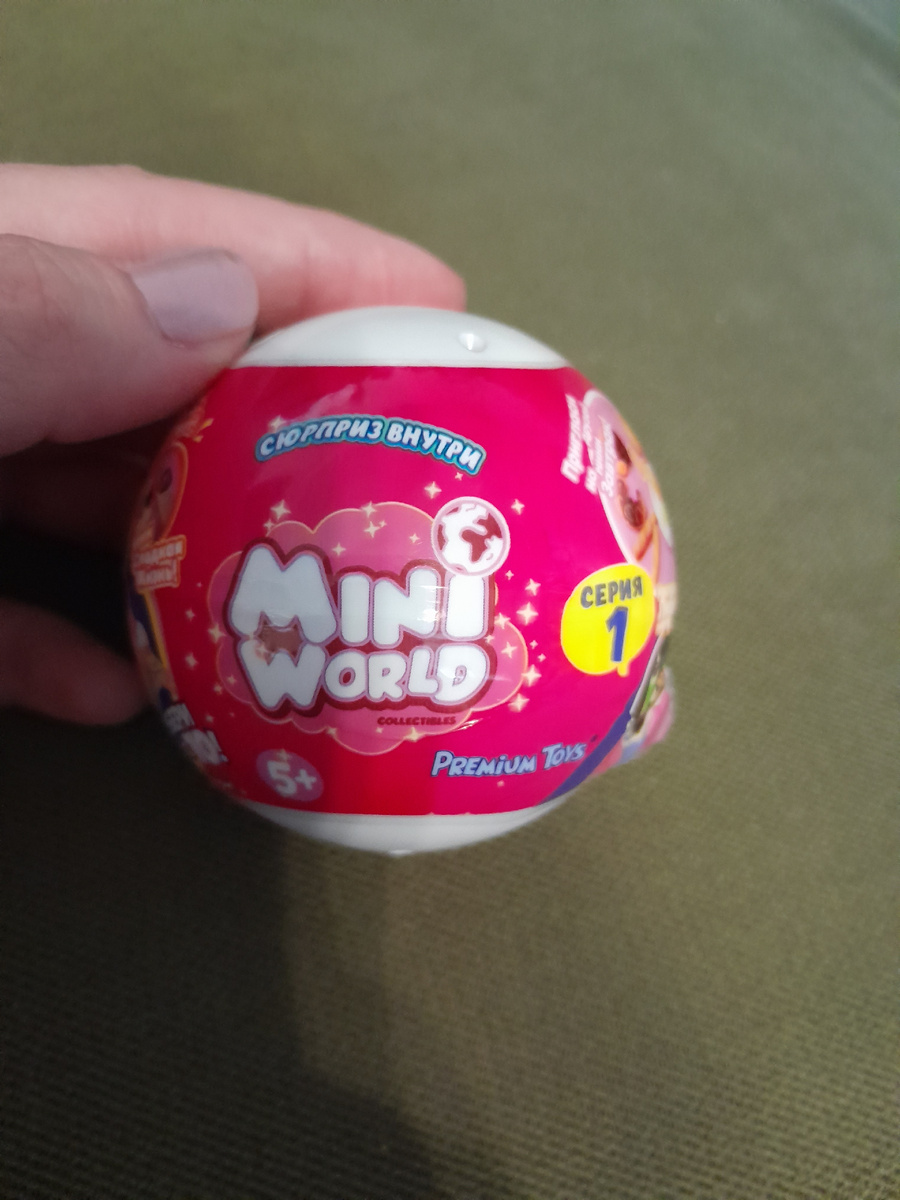 СЮРПРИЗ ВНУТРИ
MINI
WORLD
COLLECTIBLES
СЕРИЯ
1
PREMIUM TOYS
5+